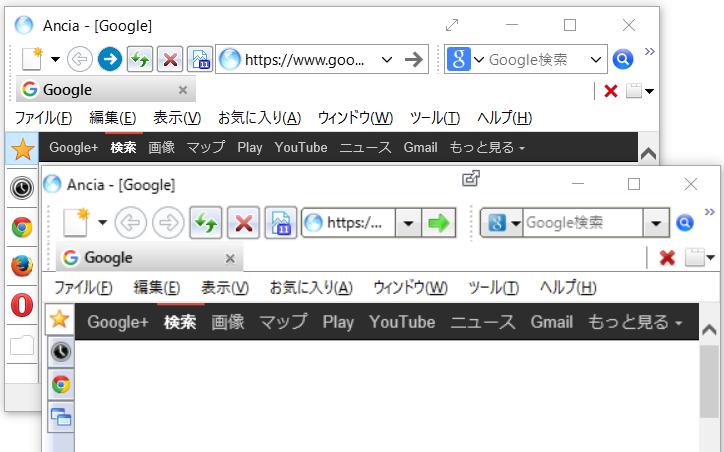 Ancia - [Google]
https://www.goo...
Google検索
Google
ファイル(F) 編集(E) 表示(V) お気に入り(A) ウィンドウ(W) ツール(T) ヘルプ(H)
Google+ 検索 画像 マップ Play YouTube ニュース Gmail もっと見る
Ancia - [Google]
https:/...
Google検索
Google
ファイル(F) 編集(E) 表示(V) お気に入り(A) ウィンドウ(W) ツール(T) ヘルプ(H)
Google+ 検索 画像 マップ Play YouTube ニュース Gmail もっと見る